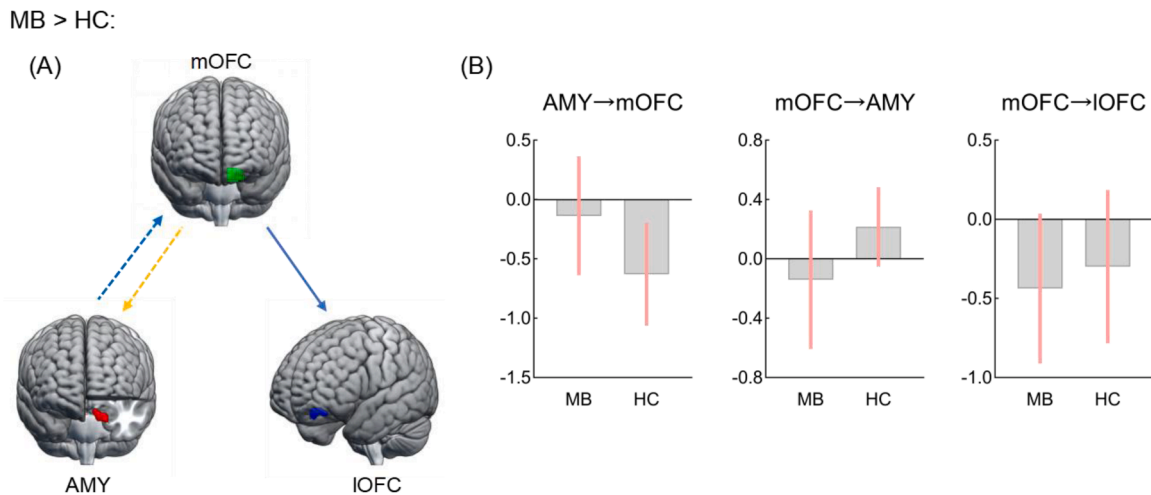 MB > HC:
(A)
mOFC
AMY
lOFC
(B)
AMY→mOFC
0.5
0.0
-0.5
-1.0
-1.5
MB HC
mOFC→AMY
0.8
0.4
0.0
-0.4
-0.8
MB HC
mOFC→lOFC
0.5
0.0
-0.5
-1.0
MB HC